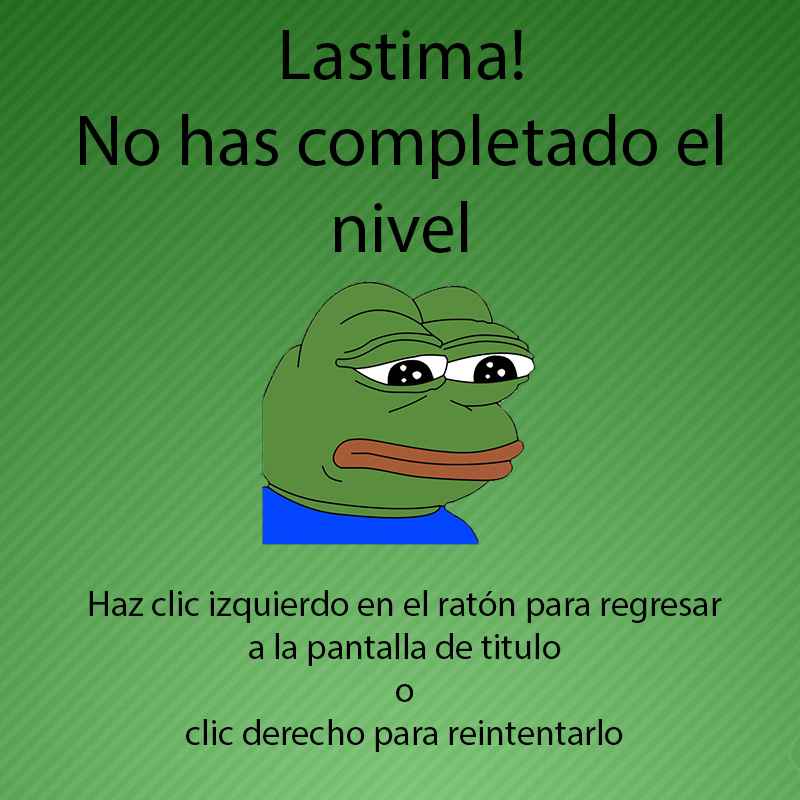 Lastima!
No has completado el
nivel
Haz clic izquierdo en el ratón para regresar
a la pantalla de titulo
o
clic derecho para reintentarlo